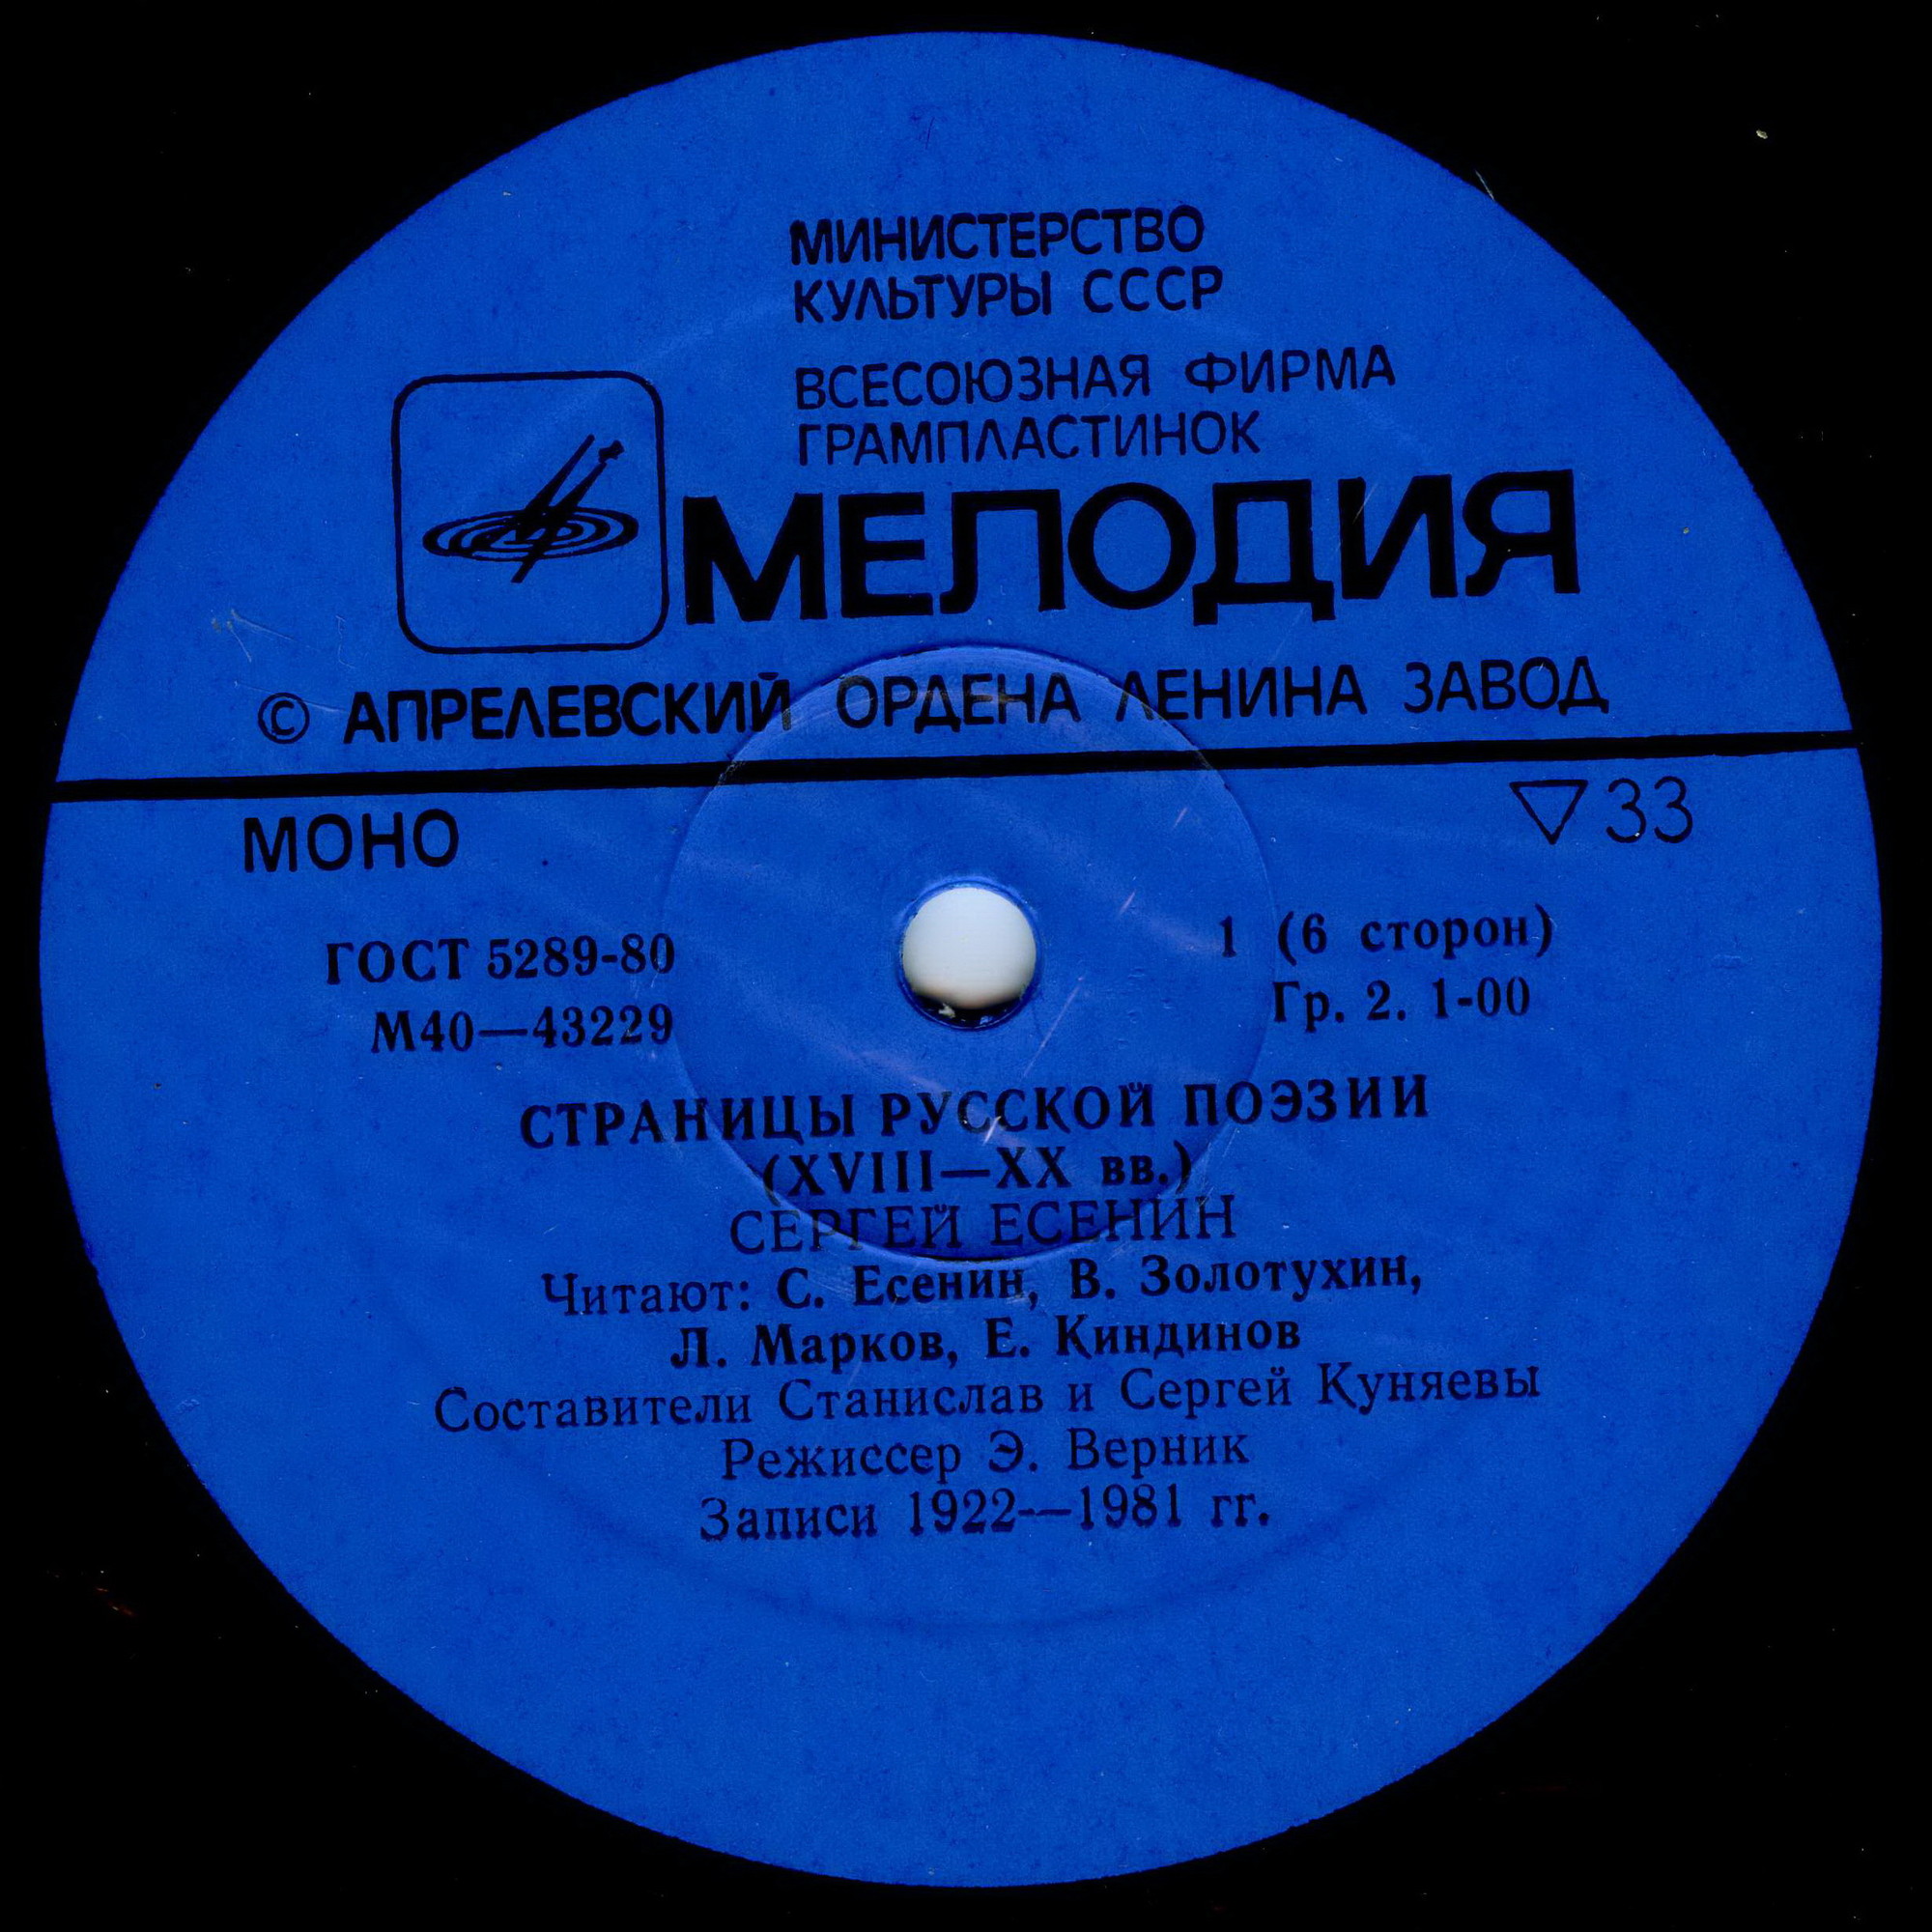 МИНИСТЕРСТВО
КУЛЬТУРЫ СССР
ВСЕСОЮЗНАЯ ФИРМА
ГРАМПЛАСТИНОК
МЕЛОДИЯ
© АПРЕЛЕВСКИЙ ОРДЕНА ЛЕНИНА ЗАВОД
МОНО
▽ 33
ГОСТ 5289-80
М40—43229
1 (6 сторон)
Гр. 2. 1-00
СТРАНИЦЫ РУССКОЙ ПОЭЗИИ
(XVIII—XX вв.)
СЕРГЕЙ ЕСЕНИН
Читают: С. Есенин, В. Золотухин,
Л. Марков, Е. Киндинов
Составители Станислав и Сергей Куняевы
Режиссер Э. Верник
Записи 1922—1981 гг.